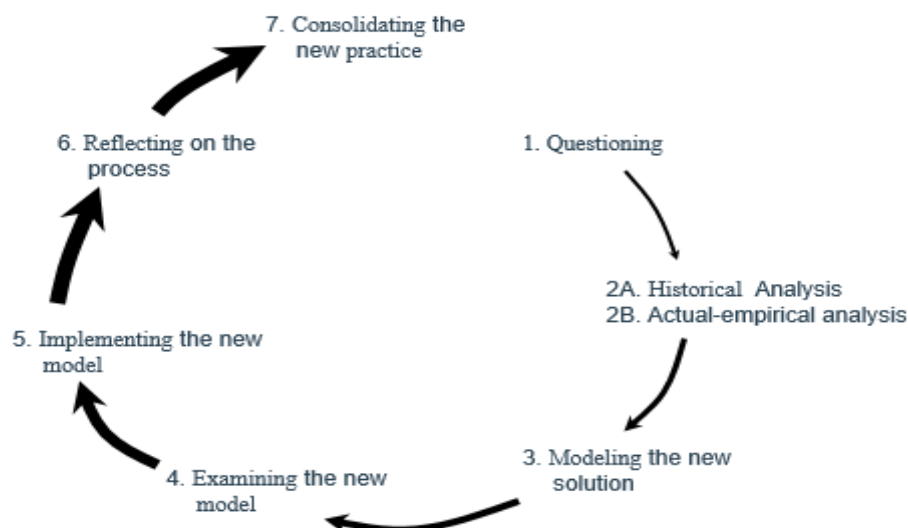 7. Consolidating the
new practice
6. Reflecting on the
process
1. Questioning
2A. Historical Analysis
2B. Actual-empirical analysis
5. Implementing the new
model
3. Modeling the new
solution
4. Examining the new
model